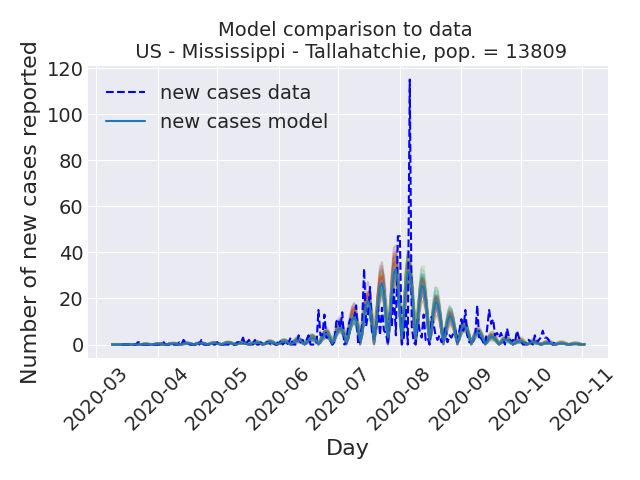 Model comparison to data
US - Mississippi - Tallahatchie, pop. = 13809
Number of new cases reported
120
100
80
60
40
20
0
new cases data
new cases model
2020-03
2020-04
2020-05
2020-06
2020-07
2020-08
2020-09
2020-10
2020-11
Day